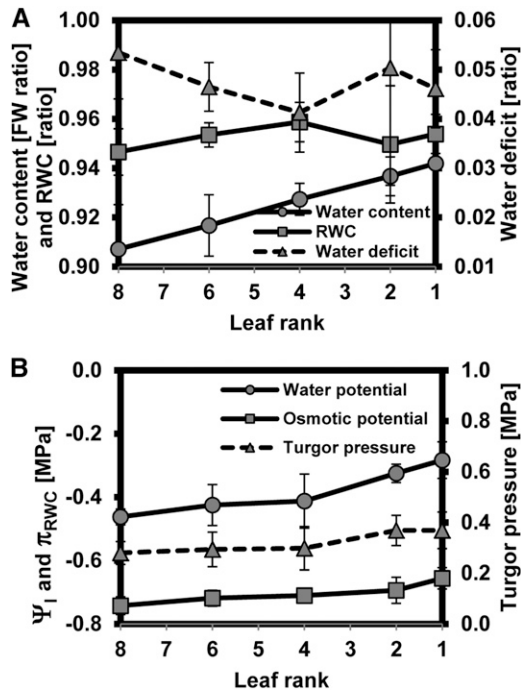 A
Water content [FW ratio]
and RWC [ratio]
1.00
0.98
0.96
0.94
0.92
0.90
Water content
RWC
Water deficit
0.06
0.05
0.04
0.03
0.02
0.01
Water deficit [ratio]
8 7 6 5 4 3 2 1
Leaf rank
B
Ψl and πRWC [MPa]
0.0
-0.2
-0.4
-0.6
-0.8
Water potential
Osmotic potential
Turgor pressure
1.0
0.8
0.6
0.4
0.2
0.0
Turgor pressure [MPa]
8 7 6 5 4 3 2 1
Leaf rank